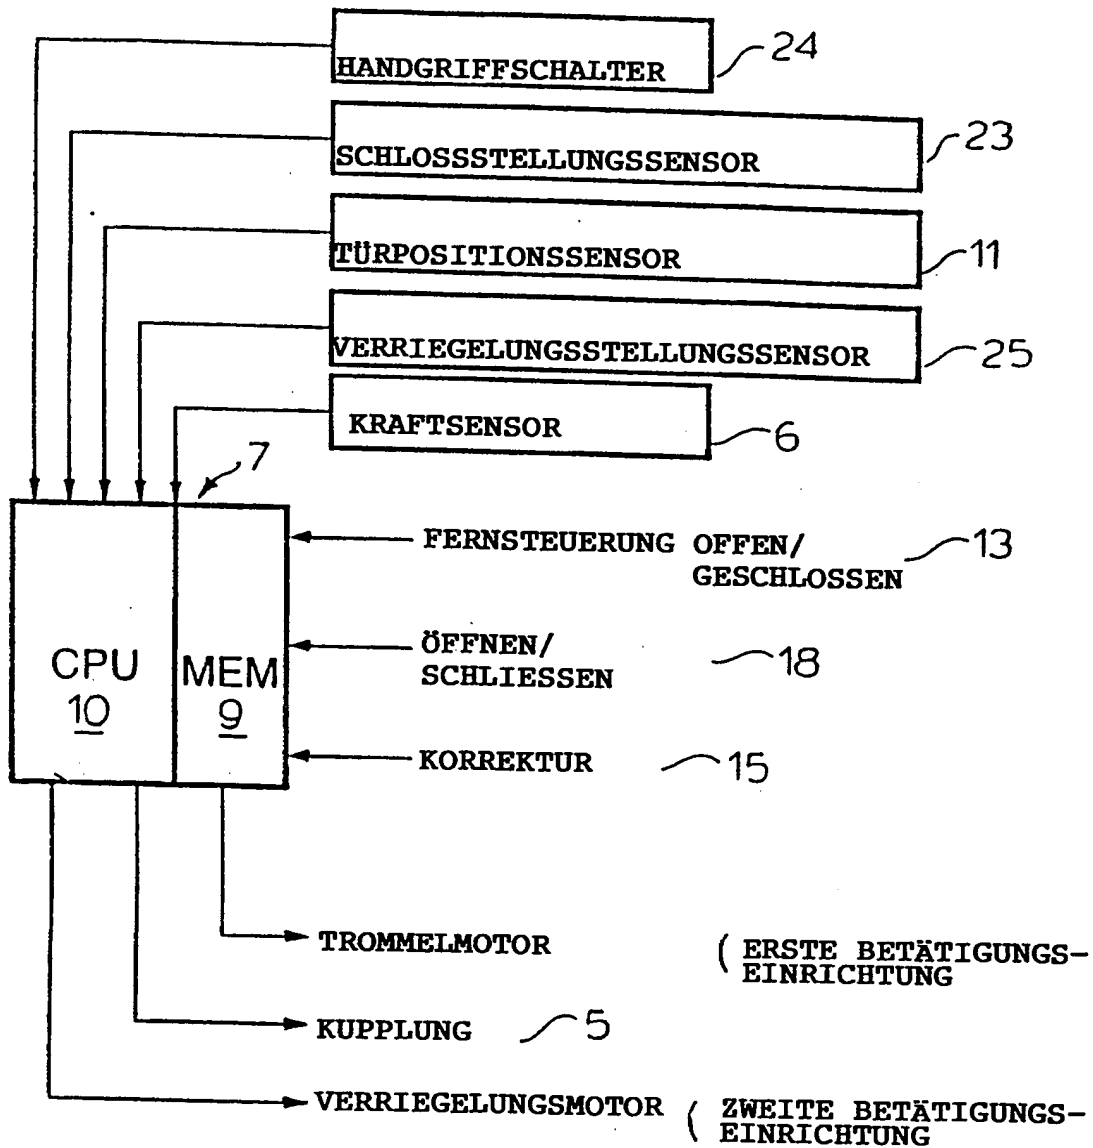 HANDGRIFFSCHALTER 24
SCHLOSSSTELLUNGSSENSOR 23
TÜRPOSITIONSSENSOR 11
VERRIEGELUNGSSTELLUNGSSENSOR 25
KRAFTSENSOR 6
7
FERNSTEUERUNG OFFEN/ 13
GESCHLOSSEN
ÖFFNEN/
SCHLIESSEN 18
CPU MEM
10 9
KORREKTUR 15
TROMMELMOTOR ( ERSTE BETÄTIGUNGS-
EINRICHTUNG
KUPPLUNG 5
VERRIEGELUNGSMOTOR ( ZWEITE BETÄTIGUNGS-
EINRICHTUNG